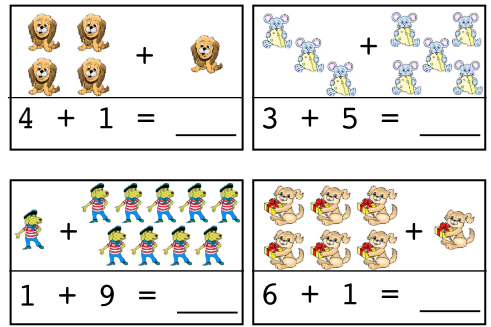 +
4 + 1 = ____
+
3 + 5 = ____
+
1 + 9 = ____
+
6 + 1 = ____